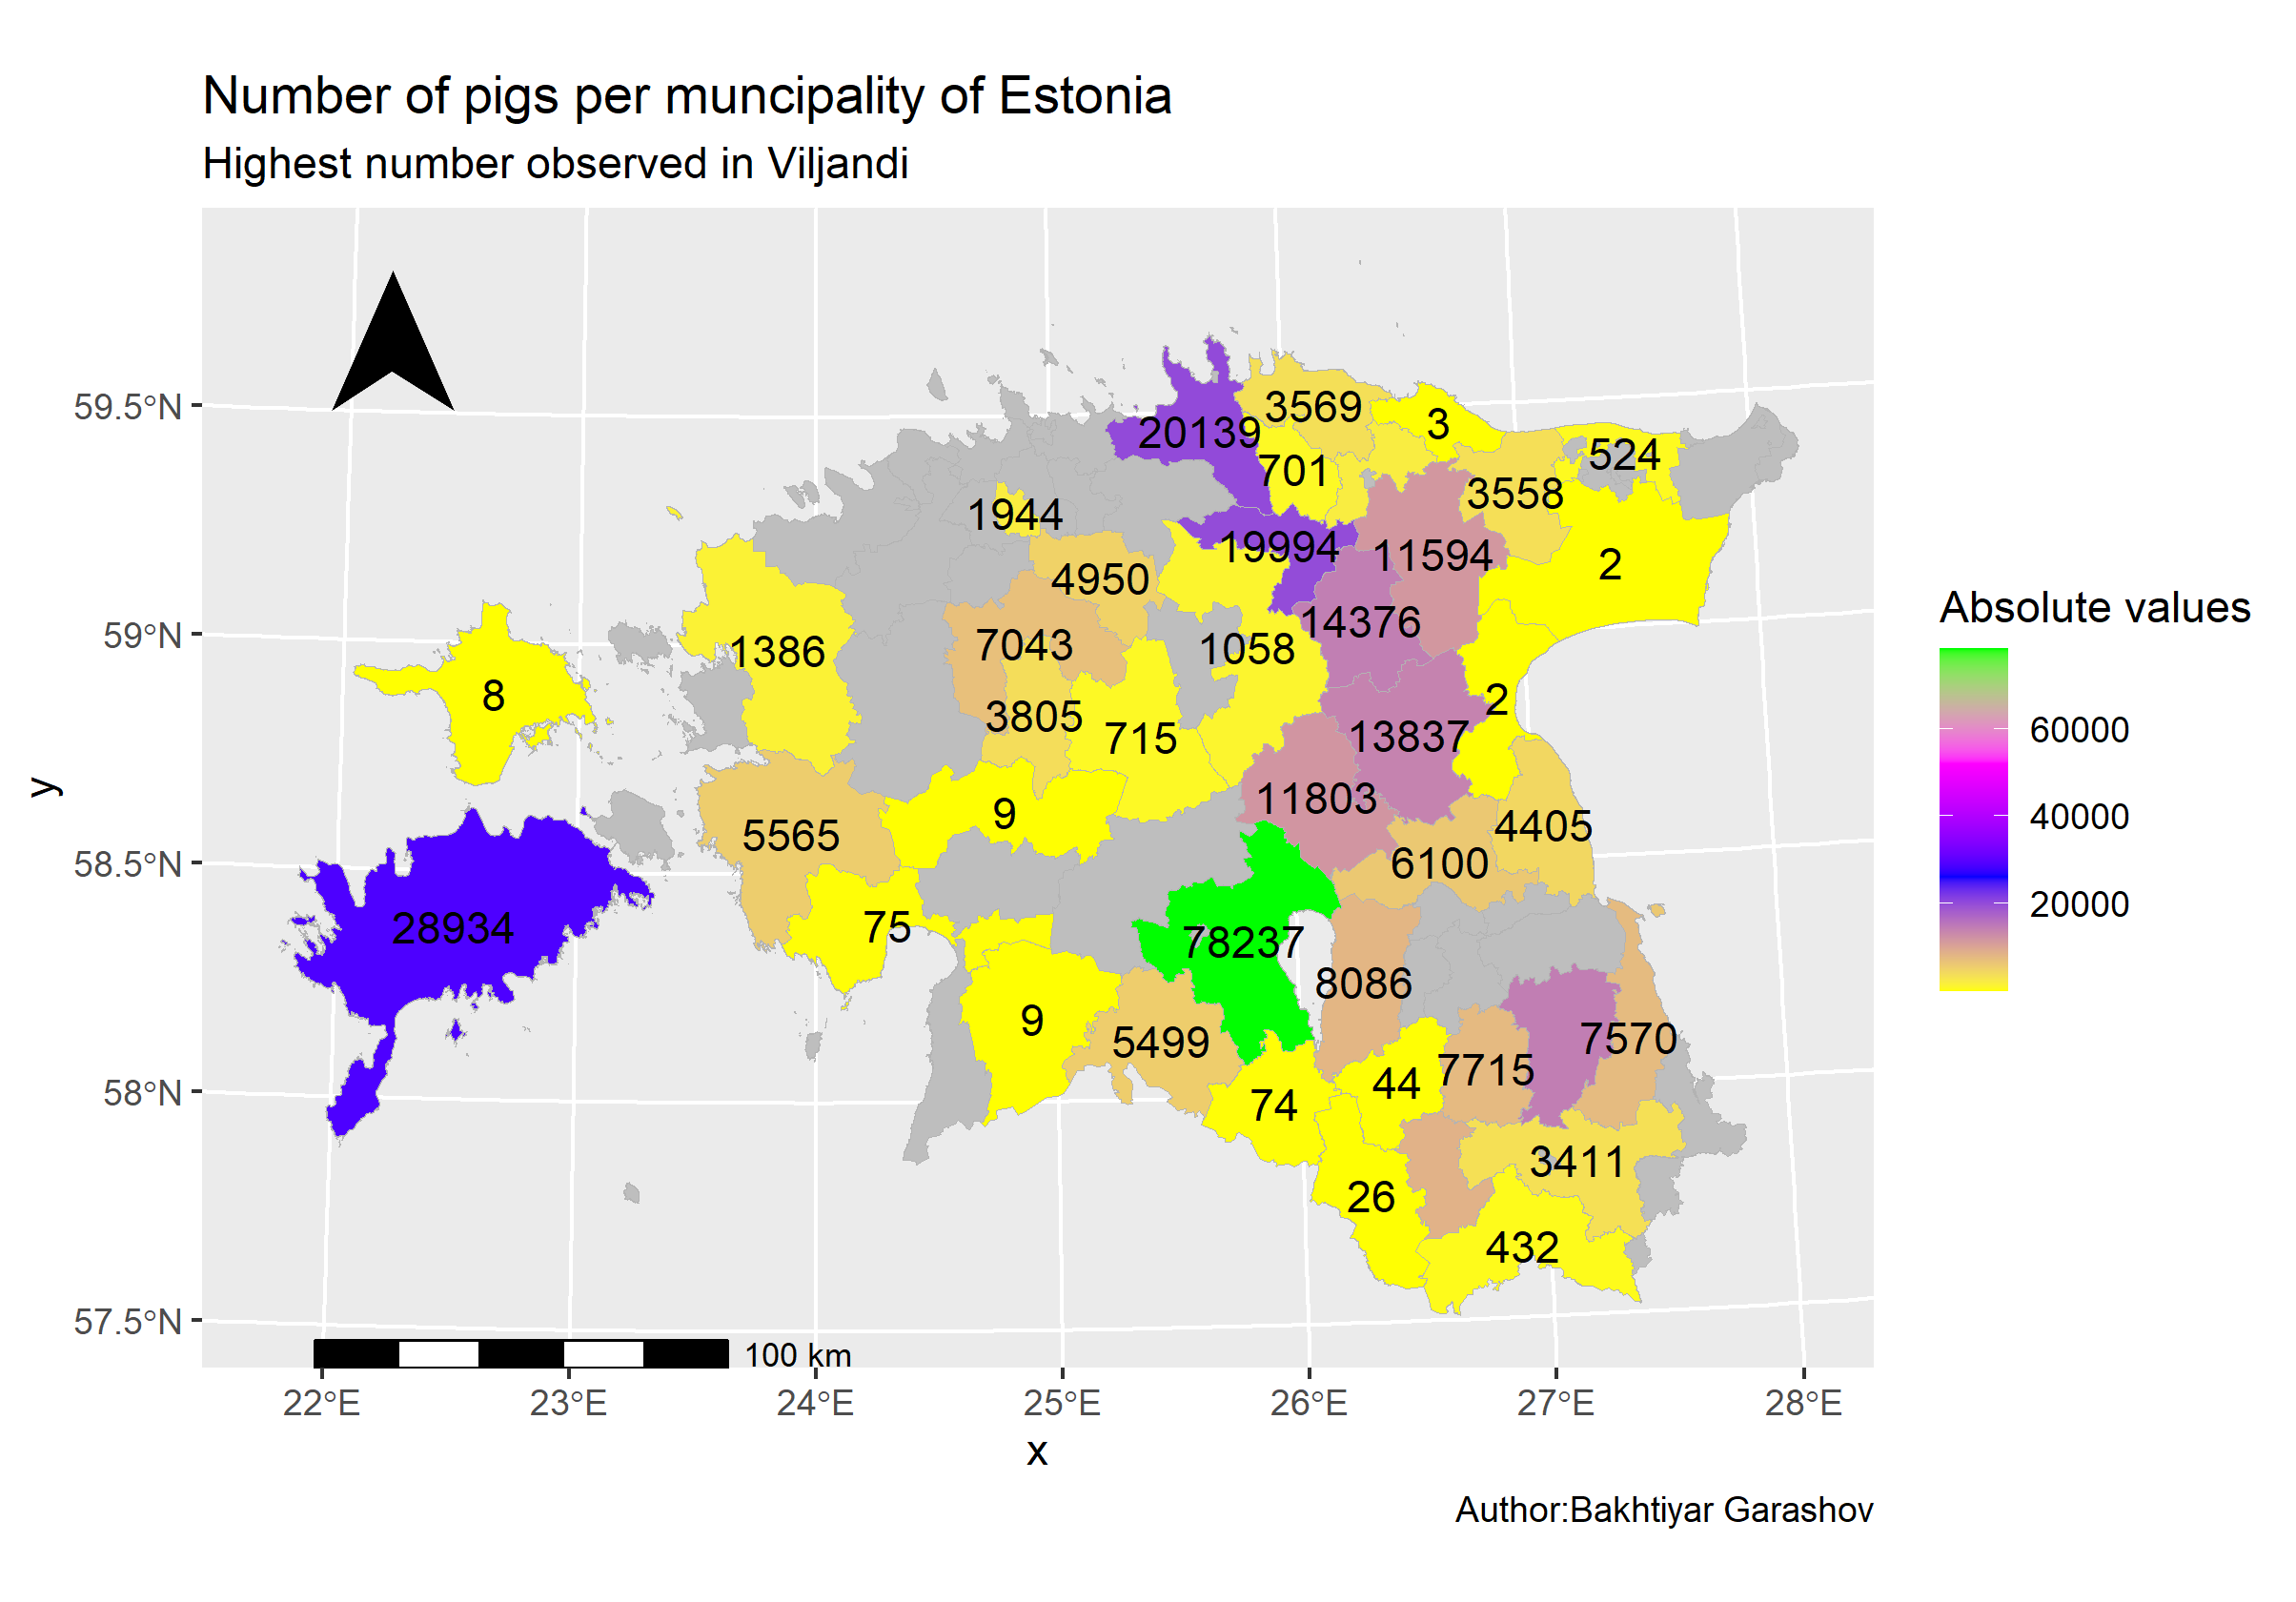 Number of pigs per muncipality of Estonia
Highest number observed in Viljandi
59.5°N
59°N
58.5°N
58°N
57.5°N
y
3569
3
20139
524
701
3558
1944
19994
11594
2
4950
14376
7043
1386
1058
8
2
3805
13837
715
11803
9
4405
5565
6100
75
28934
78237
8086
9
7570
5499
7715
44
74
3411
26
432
100 km
22°E
23°E
24°E
25°E
26°E
27°E
28°E
x
Absolute values
60000
40000
20000
Author:Bakhtiyar Garashov